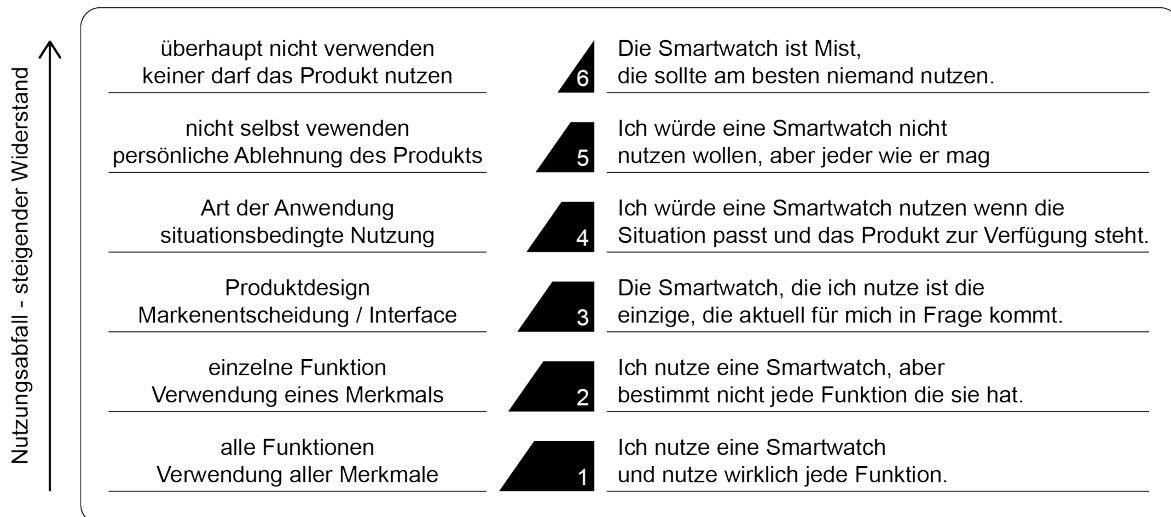 Nutzungsabfall - steigender Widerstand
überhaupt nicht verwenden
keiner darf das Produkt nutzen
6
Die Smartwatch ist Mist,
die sollte am besten niemand nutzen.
nicht selbst vewenden
persönliche Ablehnung des Produkts
5
Ich würde eine Smartwatch nicht
nutzen wollen, aber jeder wie er mag
Art der Anwendung
situationsbedingte Nutzung
4
Ich würde eine Smartwatch nutzen wenn die
Situation passt und das Produkt zur Verfügung steht.
Produktdesign
Markenentscheidung / Interface
3
Die Smartwatch, die ich nutze ist die
einzige, die aktuell für mich in Frage kommt.
einzelne Funktion
Verwendung eines Merkmals
2
Ich nutze eine Smartwatch, aber
bestimmt nicht jede Funktion die sie hat.
alle Funktionen
Verwendung aller Merkmale
1
Ich nutze eine Smartwatch
und nutze wirklich jede Funktion.